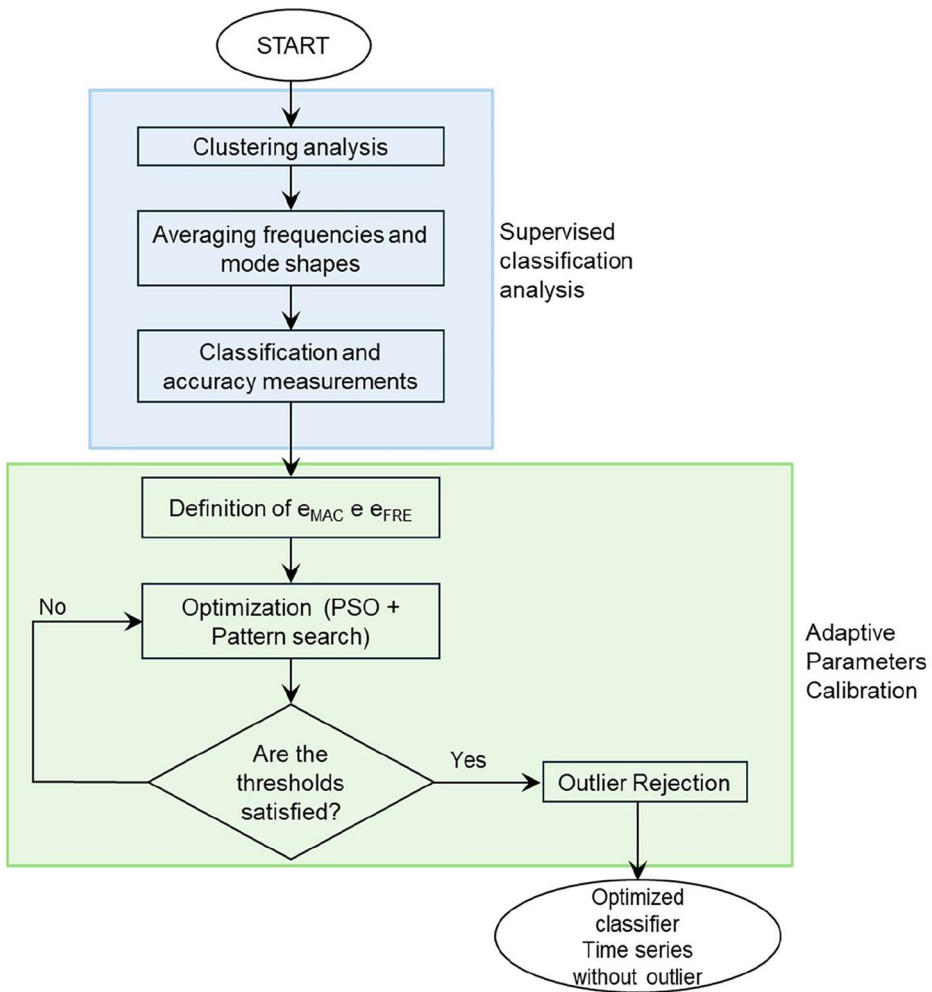 START
Clustering analysis
Averaging frequencies and
mode shapes
Supervised
classification
analysis
Classification and
accuracy measurements
Definition of eMAC e eFRE
No
Optimization (PSO +
Pattern search)
Adaptive
Parameters
Calibration
Are the
thresholds
satisfied?
Yes
Outlier Rejection
Optimized
classifier
Time series
without outlier